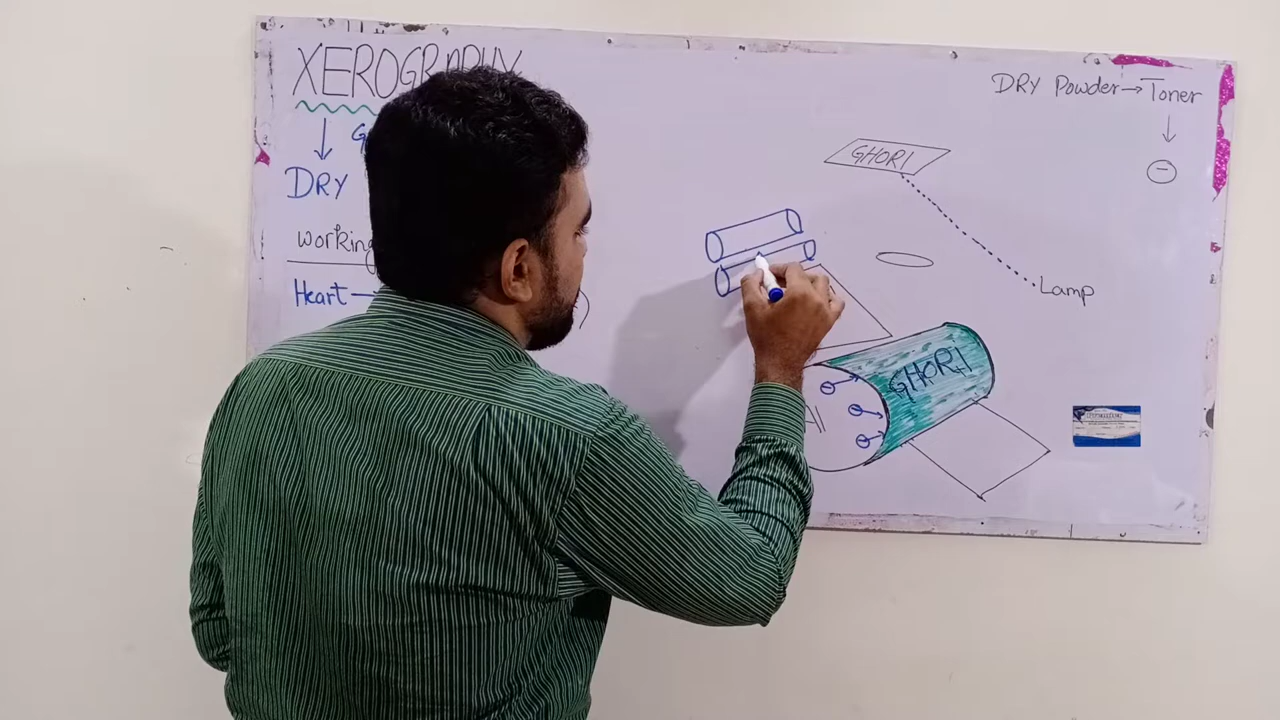 XEROGRAPHY
DRY
working
Heart →
DRY Powder → Toner
↓
−
GHORI
Lamp
GHORI